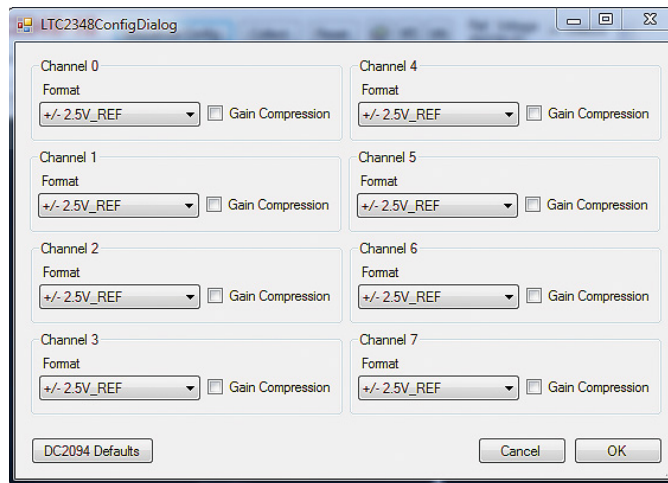 LTC2348ConfigDialog
Channel 0
Format
+/- 2.5V_REF
Gain Compression
Channel 4
Format
+/- 2.5V_REF
Gain Compression
Channel 1
Format
+/- 2.5V_REF
Gain Compression
Channel 5
Format
+/- 2.5V_REF
Gain Compression
Channel 2
Format
+/- 2.5V_REF
Gain Compression
Channel 6
Format
+/- 2.5V_REF
Gain Compression
Channel 3
Format
+/- 2.5V_REF
Gain Compression
Channel 7
Format
+/- 2.5V_REF
Gain Compression
DC2094 Defaults
Cancel
OK